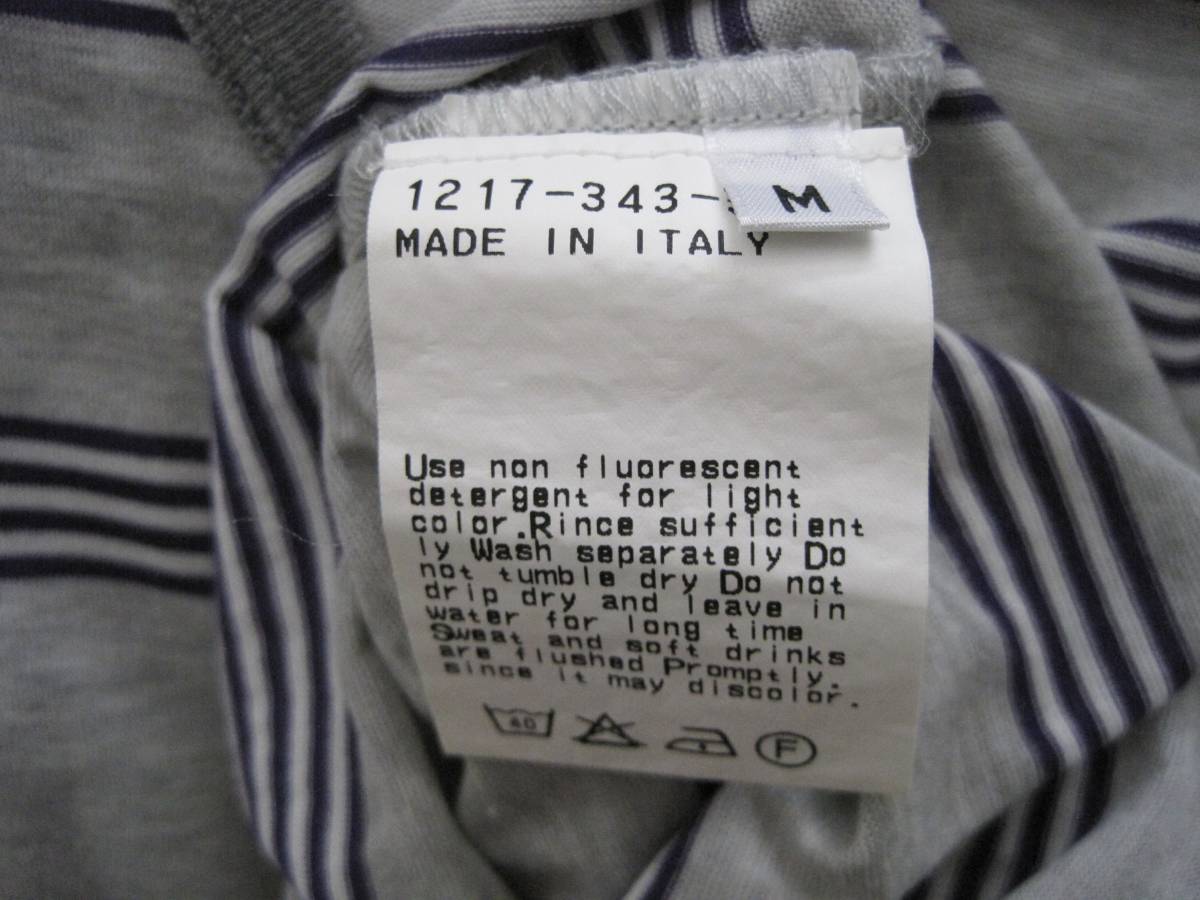 1217-343-
M
MADE IN ITALY
Use non fluorescent
detergent for light
color.Rince sufficient
ly Wash separately Do
not tumble dry Do not
drip dry and leave in
water for long time
Sweat and soft drinks
are flushed Promptly.
since it may discolor.
40
F